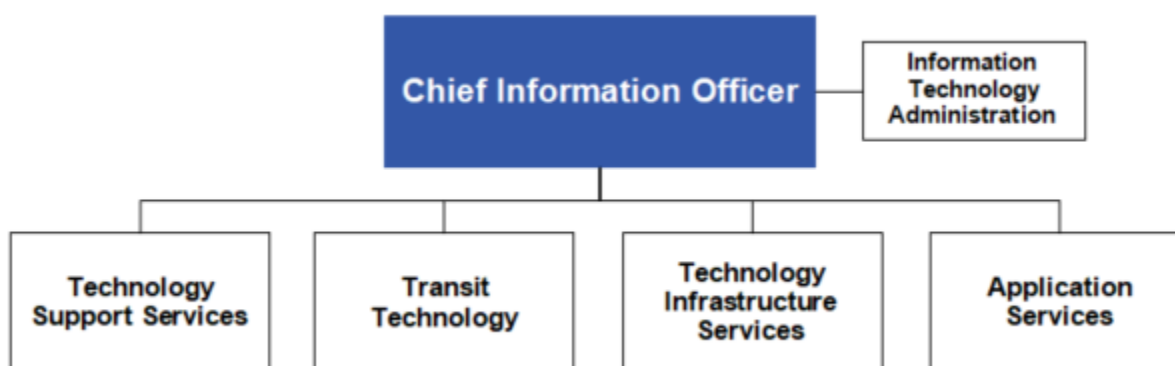 Chief Information Officer
Information
Technology
Administration
Technology
Support Services
Transit
Technology
Technology
Infrastructure
Services
Application
Services